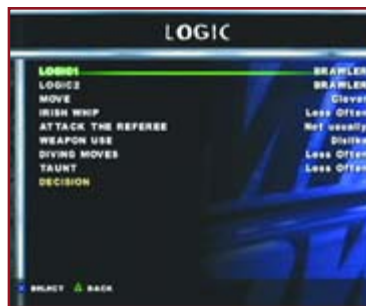 LOGIC
LOGIC1 BRAWLER
LOGIC2 BRAWLER
MOVE Clever
IRISH WHIP Less Often
ATTACK THE REFEREE Not usually
WEAPON USE Dislike
DIVING MOVES Less Often
TAUNT Less Often
DECISION
SELECT BACK